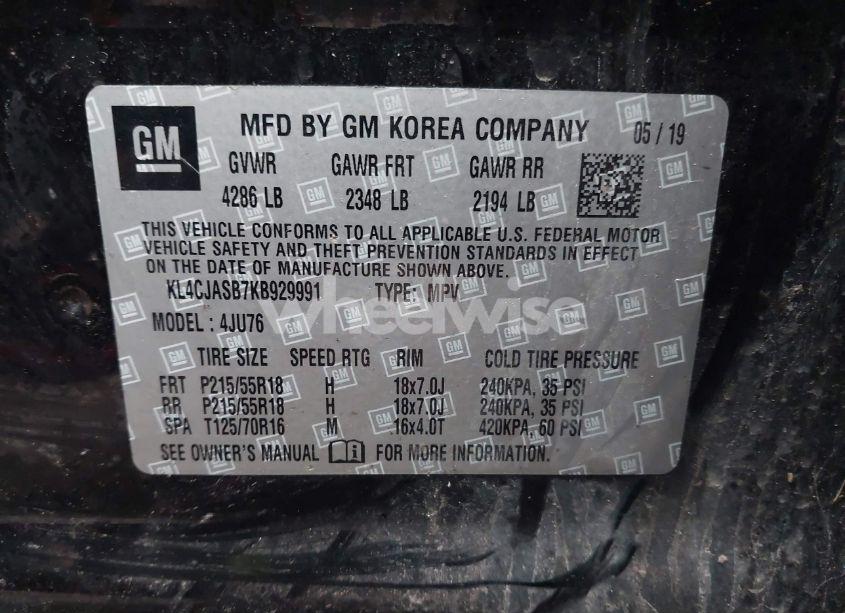 GM MFD BY GM KOREA COMPANY 05 / 19
GVWR GAWR FRT GAWR RR
4286 LB 2348 LB 2194 LB
THIS VEHICLE CONFORMS TO ALL APPLICABLE U.S. FEDERAL MOTOR
VEHICLE SAFETY AND THEFT PREVENTION STANDARDS IN EFFECT
ON THE DATE OF MANUFACTURE SHOWN ABOVE.
KL4CJASB7KB929991 TYPE: MPV
wheelwise
MODEL : 4JU76
TIRE SIZE SPEED RTG RIM COLD TIRE PRESSURE
FRT P215/55R18 H 18x7.0J 240KPA, 35 PSI
RR P215/55R18 H 18x7.0J 240KPA, 35 PSI
SPA T125/70R16 M 16x4.0T 420KPA, 60 PSI
SEE OWNER'S MANUAL FOR MORE INFORMATION.